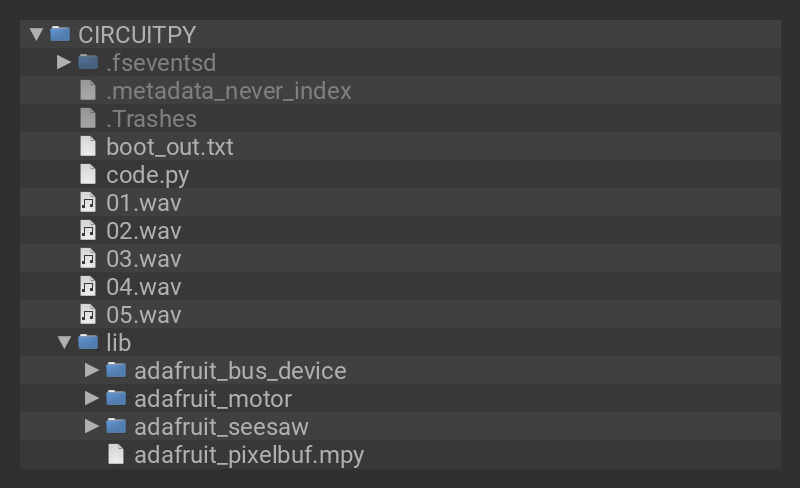 CIRCUITPY
.fseventsd
.metadata_never_index
.Trashes
boot_out.txt
code.py
01.wav
02.wav
03.wav
04.wav
05.wav
lib
adafruit_bus_device
adafruit_motor
adafruit_seesaw
adafruit_pixelbuf.mpy